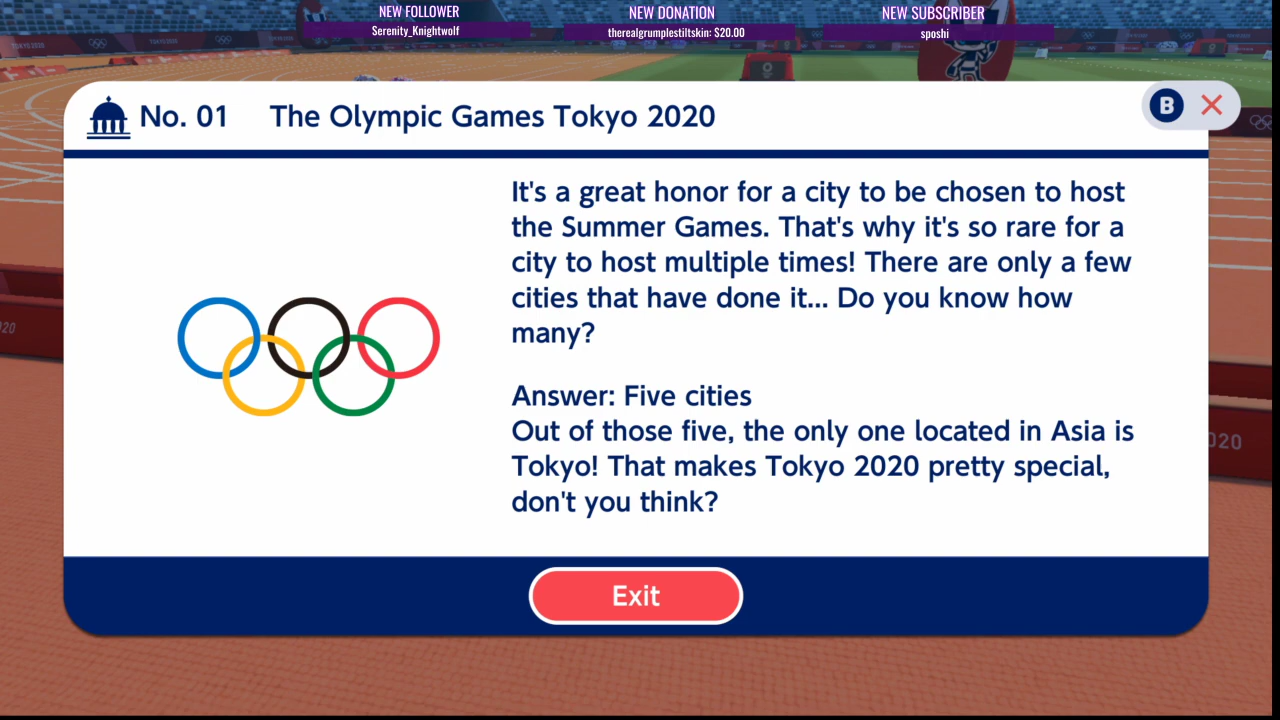 NEW FOLLOWER
Serenity_Knightwolf
NEW DONATION
therealgrumplestiltskin: $20.00
NEW SUBSCRIBER
sposhi
No. 01 The Olympic Games Tokyo 2020
B
It's a great honor for a city to be chosen to host
the Summer Games. That's why it's so rare for a
city to host multiple times! There are only a few
cities that have done it... Do you know how
many?
Answer: Five cities
Out of those five, the only one located in Asia is
Tokyo! That makes Tokyo 2020 pretty special,
don't you think?
Exit
020
020